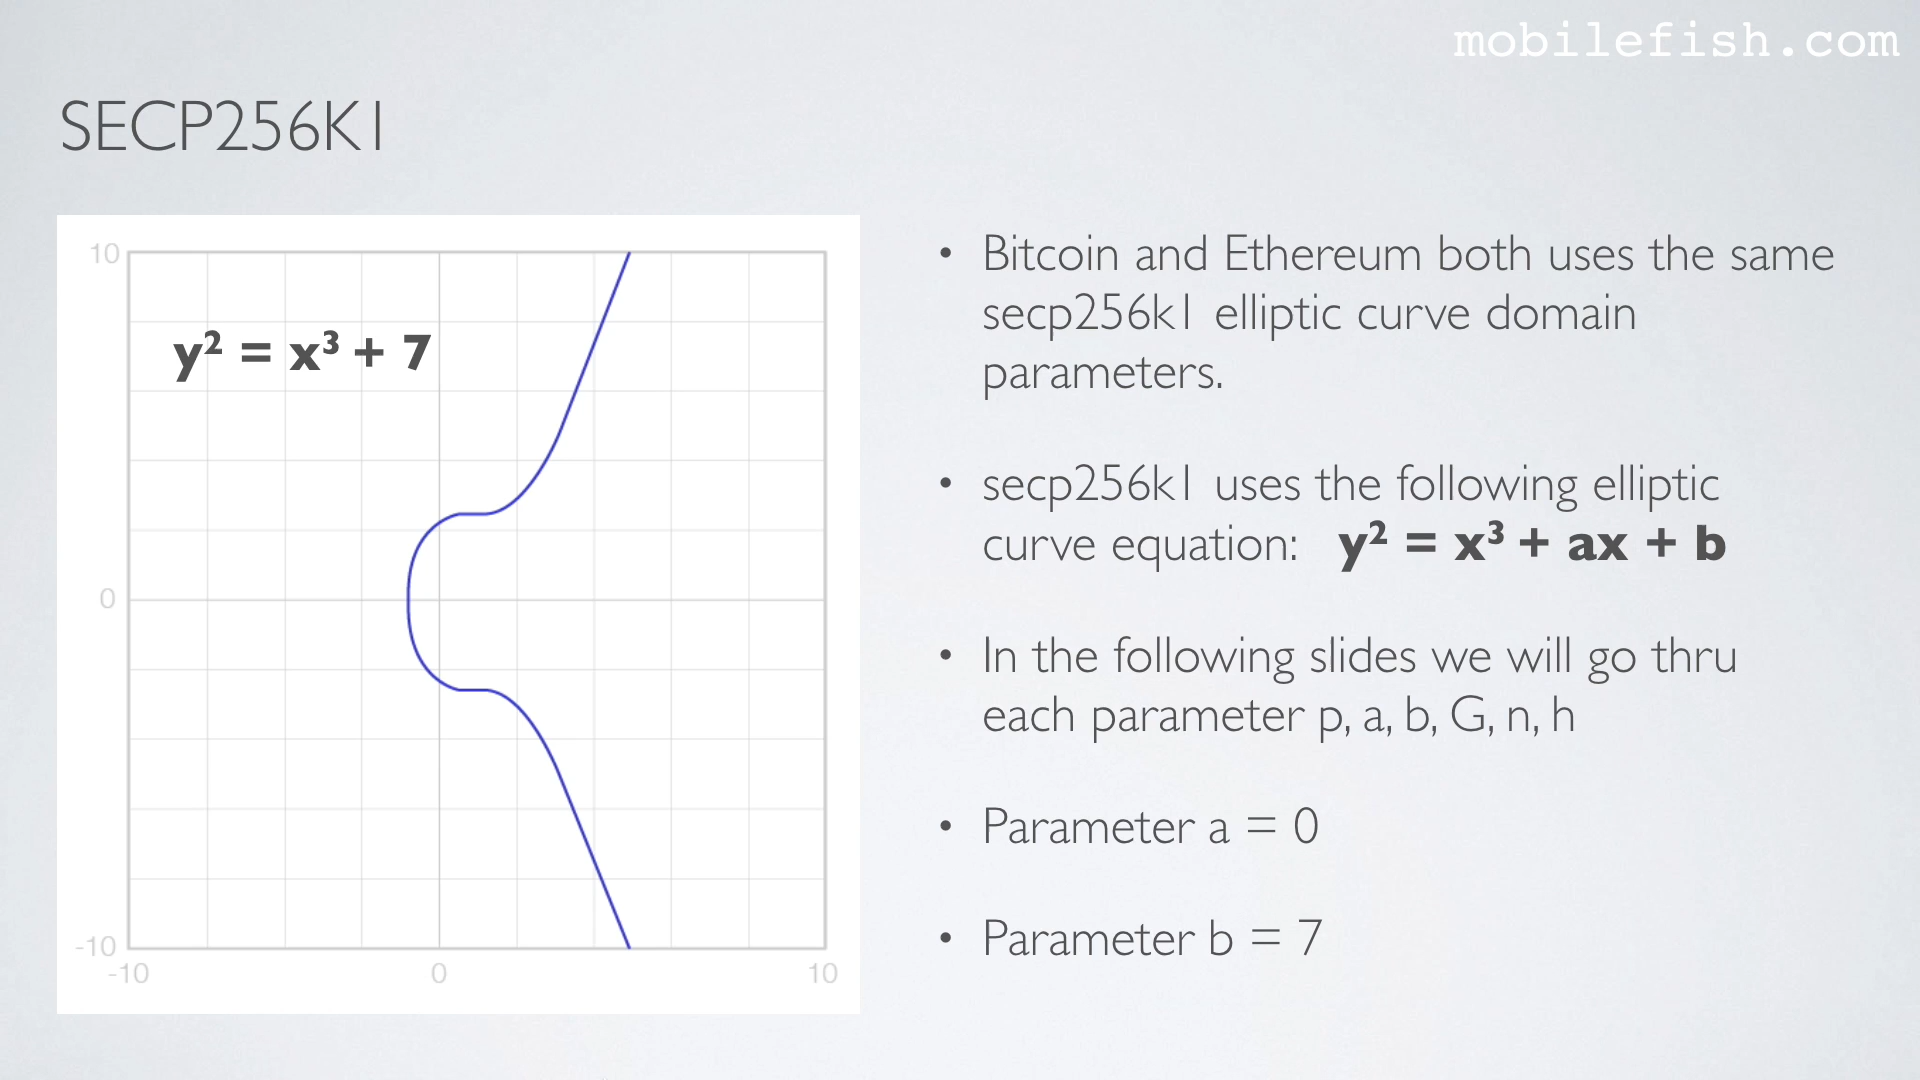 mobilefish.com
SECP256K1
10
y² = x³ + 7
0
-10
-10 0 10
• Bitcoin and Ethereum both uses the same
secp256k1 elliptic curve domain
parameters.
• secp256k1 uses the following elliptic
curve equation: y² = x³ + ax + b
• In the following slides we will go thru
each parameter p, a, b, G, n, h
• Parameter a = 0
• Parameter b = 7